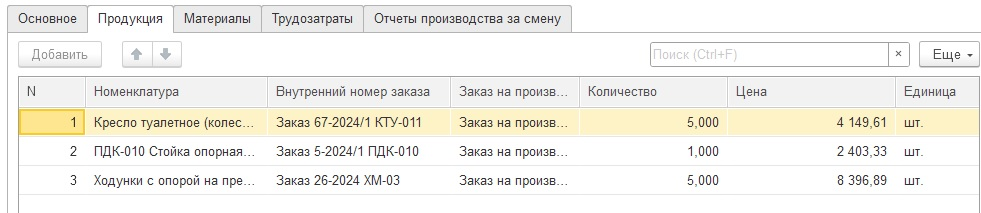 Основное Продукция Материалы Трудозатраты Отчеты производства за смену
Добавить Поиск (Ctrl+F) × Еще
N Номенклатура Внутренний номер заказа Заказ на произв... Количество Цена Единица
1 Кресло туалетное (колес... Заказ 67-2024/1 КТУ-011 Заказ на произв... 5,000 4 149,61 шт.
2 ПДК-010 Стойка опорная... Заказ 5-2024/1 ПДК-010 Заказ на произв... 1,000 2 403,33 шт.
3 Ходунки с опорой на пре... Заказ 26-2024 ХМ-03 Заказ на произв... 5,000 8 396,89 шт.